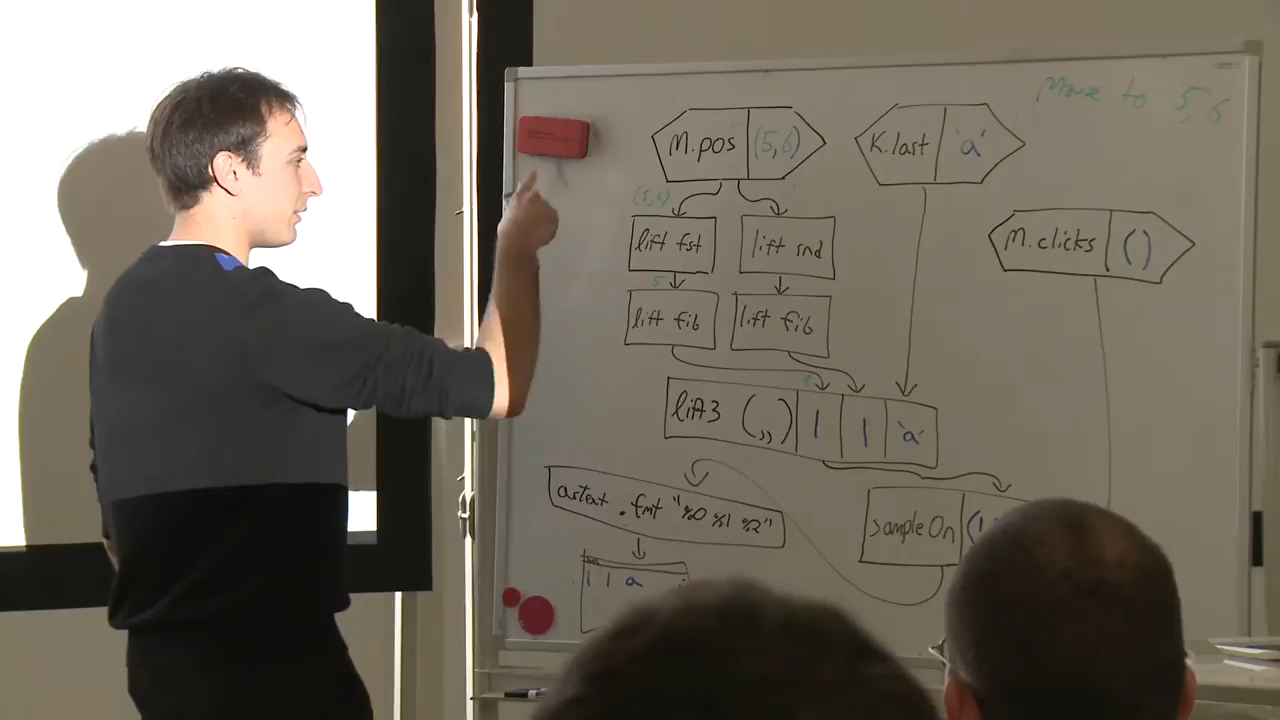 Move to 5,6
M.pos (5,6)
K.last 'a'
(5,6)
M.clicks ()
lift fst
lift snd
5
lift fib
lift fib
lift3 (,,) 1 1 'a'
asText . fmt "%0 %1 %2"
sampleOn (1
1 1 a